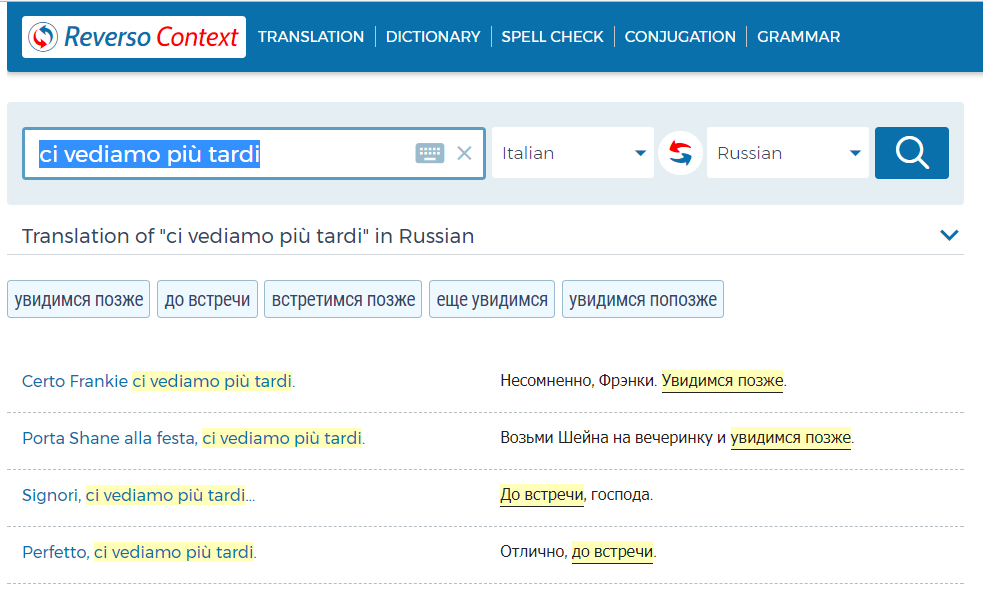 Reverso Context TRANSLATION DICTIONARY SPELL CHECK CONJUGATION GRAMMAR
ci vediamo più tardi Italian Russian
Translation of "ci vediamo più tardi" in Russian
увидимся позже до встречи встретимся позже еще увидимся увидимся попозже
Certo Frankie ci vediamo più tardi. Несомненно, Фрэнки. Увидимся позже.
Porta Shane alla festa, ci vediamo più tardi. Возьми Шейна на вечеринку и увидимся позже.
Signori, ci vediamo più tardi... До встречи, господа.
Perfetto, ci vediamo più tardi. Отлично, до встречи.